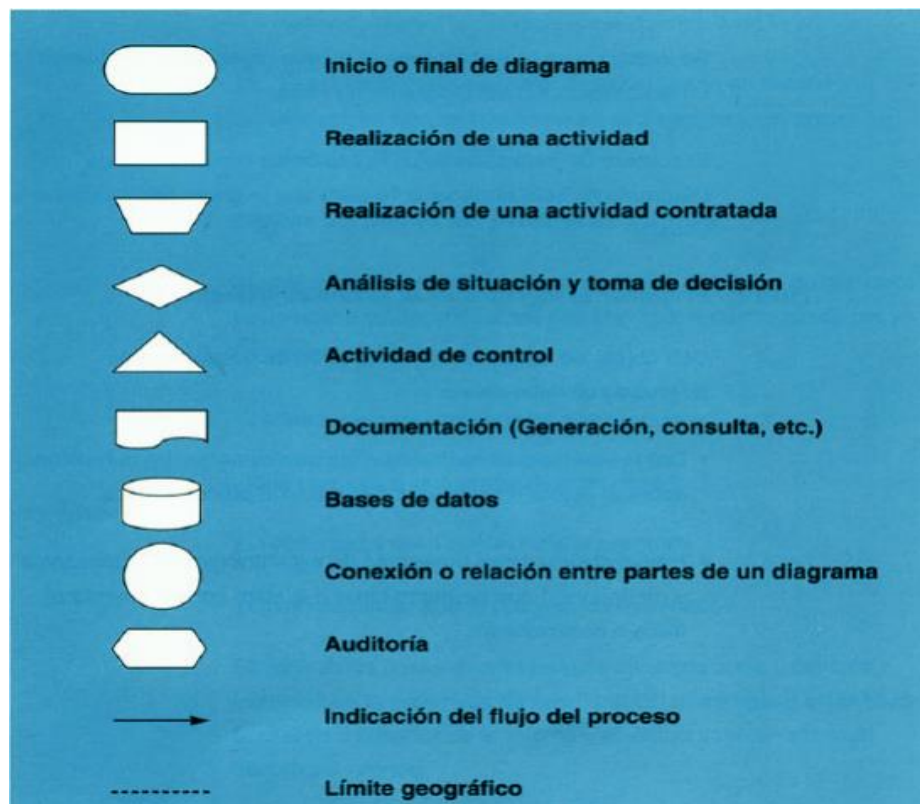 Inicio o final de diagrama
Realización de una actividad
Realización de una actividad contratada
Análisis de situación y toma de decisión
Actividad de control
Documentación (Generación, consulta, etc.)
Bases de datos
Conexión o relación entre partes de un diagrama
Auditoría
Indicación del flujo del proceso
Límite geográfico